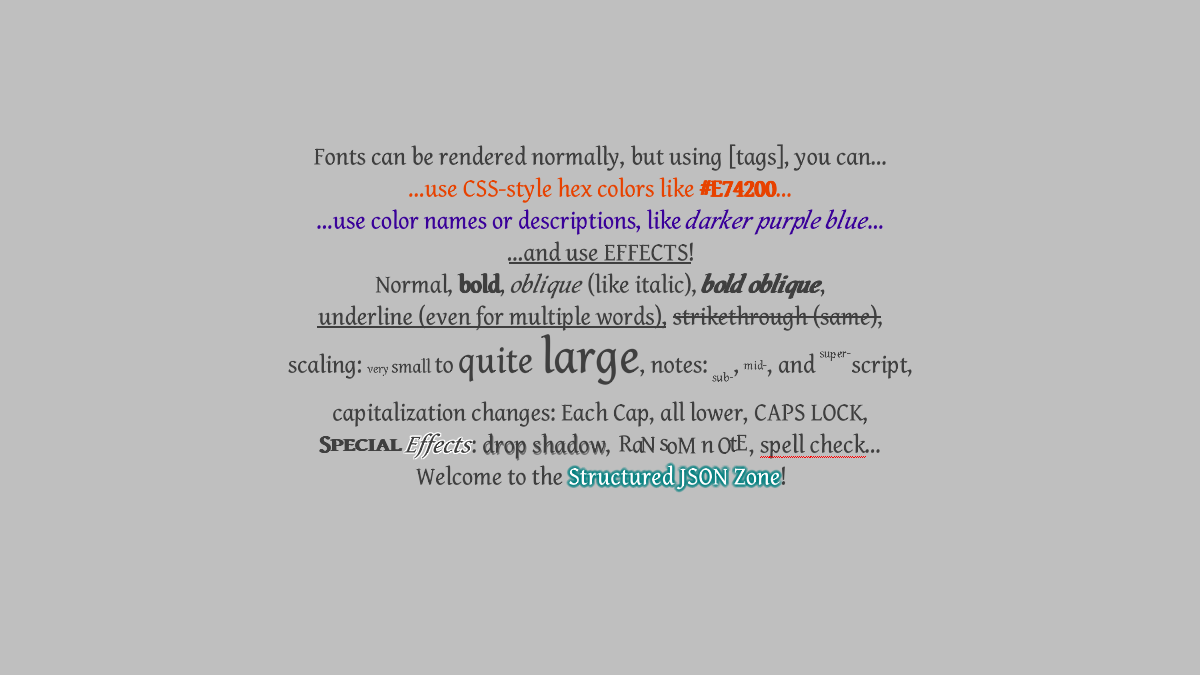 Fonts can be rendered normally, but using [tags], you can...
...use CSS-style hex colors like #E74200...
...use color names or descriptions, like darker purple blue...
...and use EFFECTS!
Normal, bold, oblique (like italic), bold oblique,
underline (even for multiple words), strikethrough (same),
scaling: very small to quite large, notes: sub-, mid-, and super-script,
capitalization changes: Each Cap, all lower, CAPS LOCK,
Special Effects: drop shadow, RaNsoM nOtE, spell check...
Welcome to the Structured JSON Zone!